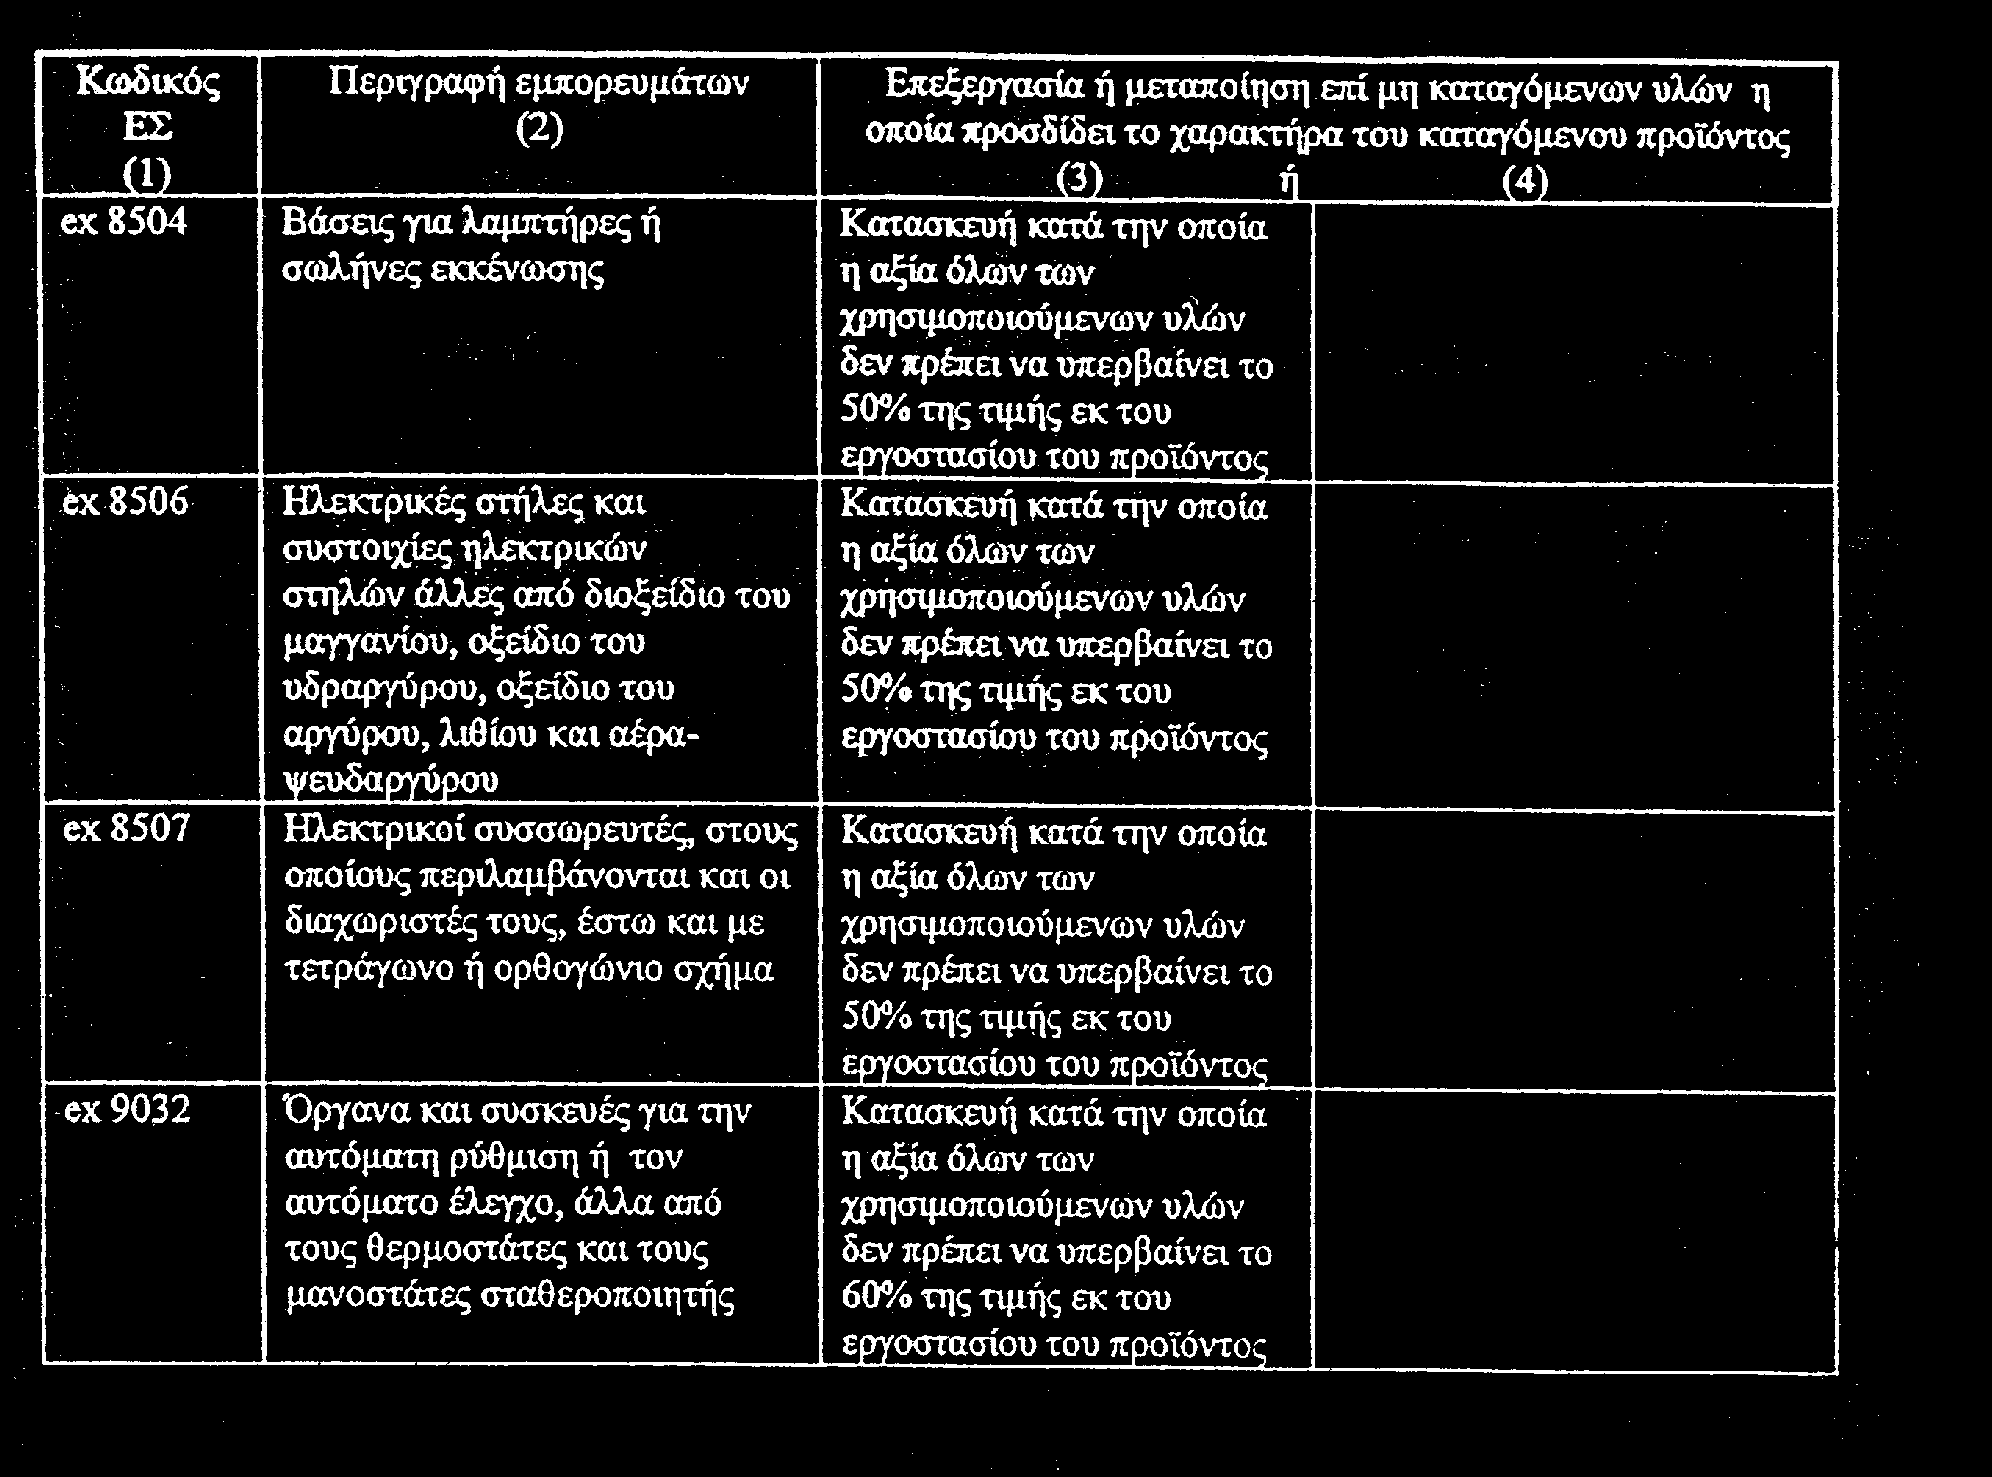 Κωδικός
ΕΣ
(1)
Περιγραφή εμπορευμάτων
(2)
Επεξεργασία ή μεταποίηση επί μη καταγόμενων υλών η
οποία προσδίδει το χαρακτήρα του καταγόμενου προϊόντος
(3) ή (4)
ex 8504
Βάσεις για λαμπτήρες ή
σωλήνες εκκένωσης
Κατασκευή κατά την οποία
η αξία όλων των
χρησιμοποιούμενων υλών
δεν πρέπει να υπερβαίνει το
50% της τιμής εκ του
εργοστασίου του προϊόντος
ex 8506
Ηλεκτρικές στήλες και
συστοιχίες ηλεκτρικών
στηλών άλλες από διοξείδιο του
μαγγανίου, οξείδιο του
υδραργύρου, οξείδιο του
αργύρου, λιθίου και αέρα-
ψευδαργύρου
Κατασκευή κατά την οποία
η αξία όλων των
χρησιμοποιούμενων υλών
δεν πρέπει να υπερβαίνει το
50% της τιμής εκ του
εργοστασίου του προϊόντος
ex 8507
Ηλεκτρικοί συσσωρευτές, στους
οποίους περιλαμβάνονται και οι
διαχωριστές τους, έστω και με
τετράγωνο ή ορθογώνιο σχήμα
Κατασκευή κατά την οποία
η αξία όλων των
χρησιμοποιούμενων υλών
δεν πρέπει να υπερβαίνει το
50% της τιμής εκ του
εργοστασίου του προϊόντος
ex 9032
Όργανα και συσκευές για την
αυτόματη ρύθμιση ή τον
αυτόματο έλεγχο, άλλα από
τους θερμοστάτες και τους
μανοστάτες σταθεροποιητής
Κατασκευή κατά την οποία
η αξία όλων των
χρησιμοποιούμενων υλών
δεν πρέπει να υπερβαίνει το
60% της τιμής εκ του
εργοστασίου του προϊόντος